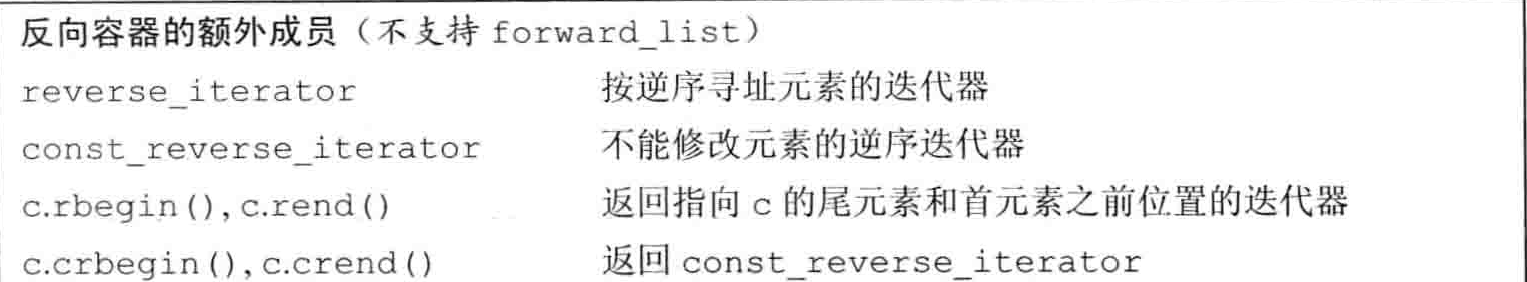 反向容器的额外成员（不支持 forward_list）
reverse_iterator 按逆序寻址元素的迭代器
const_reverse_iterator 不能修改元素的逆序迭代器
c.rbegin(),c.rend() 返回指向 c 的尾元素和首元素之前位置的迭代器
c.crbegin(),c.crend() 返回 const_reverse_iterator